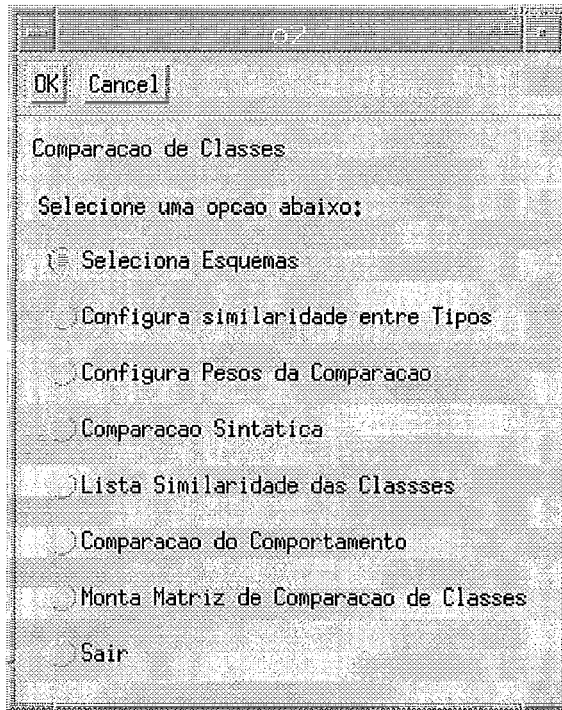 O2
OK Cancel
Comparacao de Classes
Selecione uma opcao abaixo:
Seleciona Esquemas
Configura similaridade entre Tipos
Configura Pesos da Comparacao
Comparacao Sintatica
Lista Similaridade das Classses
Comparacao do Comportamento
Monta Matriz de Comparacao de Classes
Sair